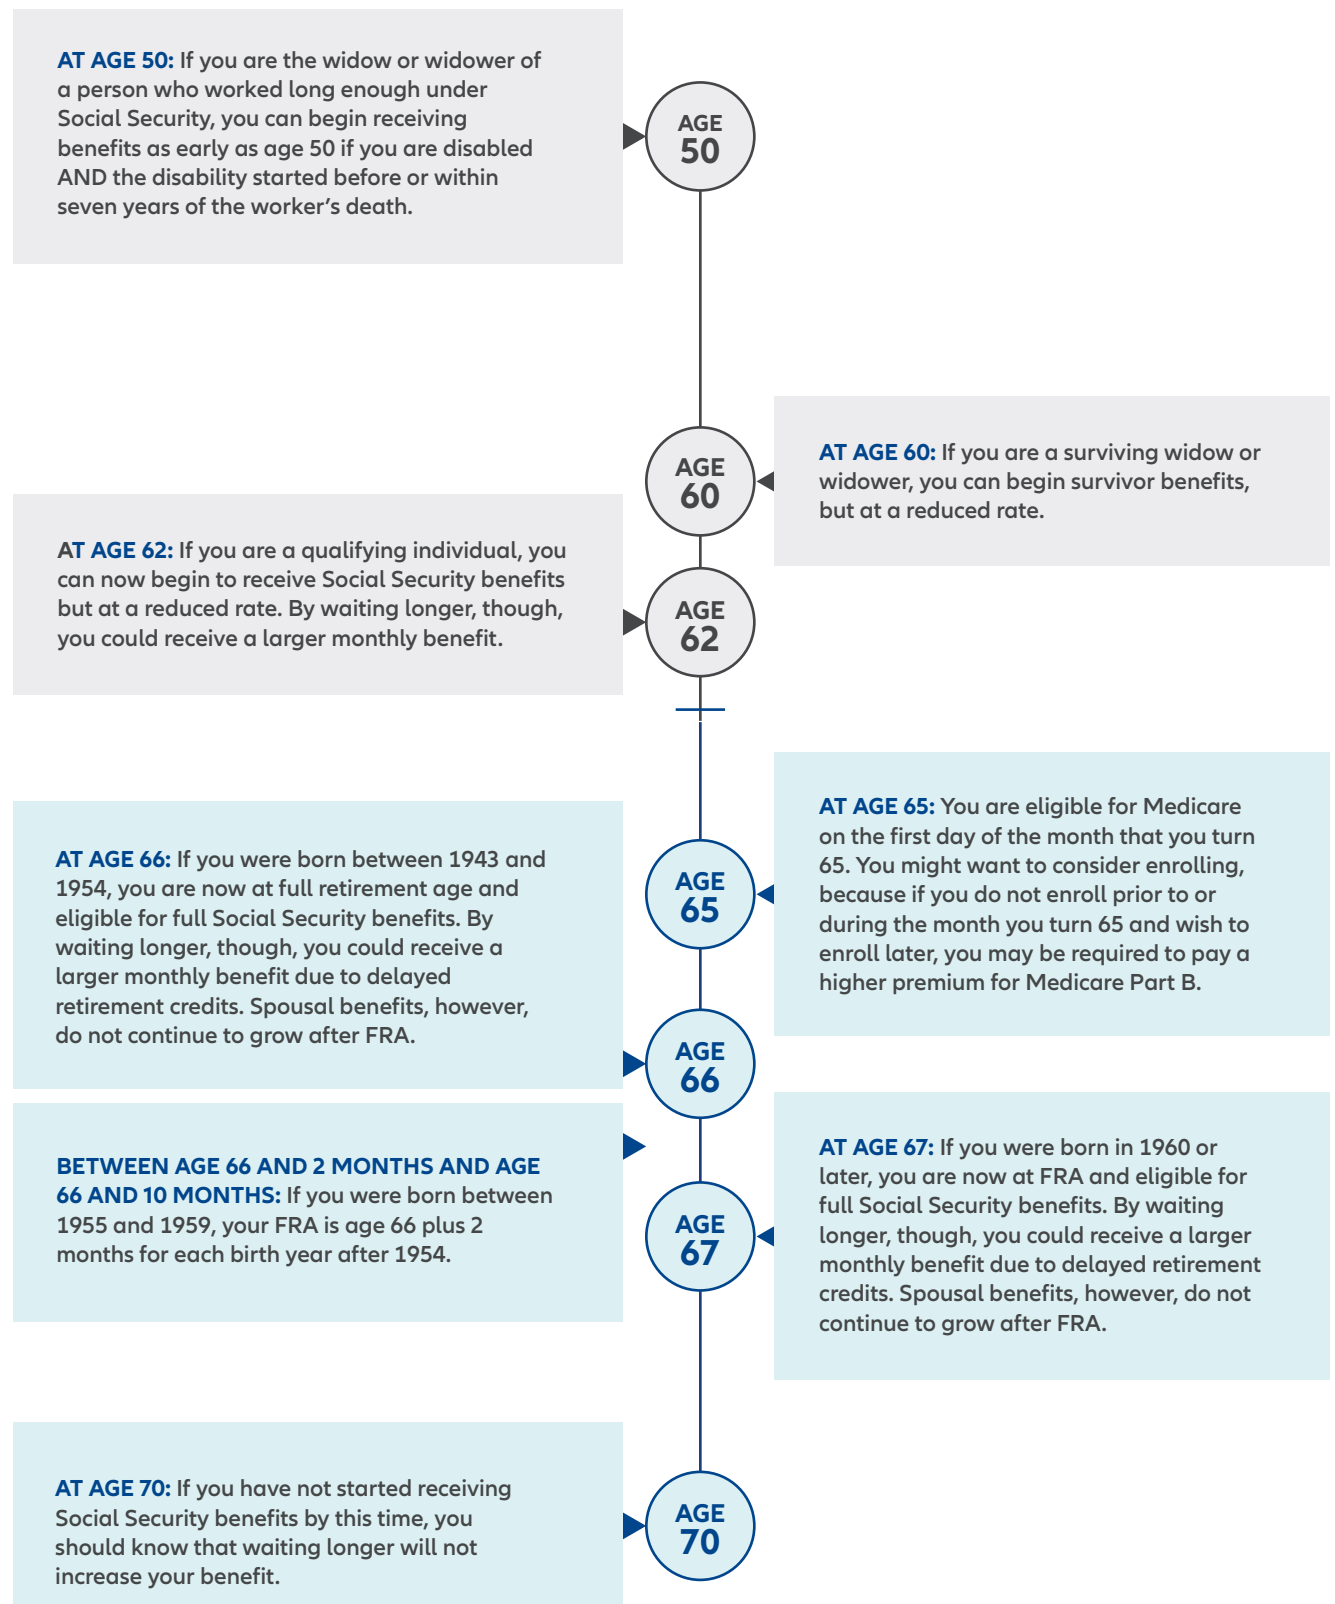 AT AGE 50: If you are the widow or widower of
a person who worked long enough under
Social Security, you can begin receiving
benefits as early as age 50 if you are disabled
AND the disability started before or within
seven years of the worker’s death.
AGE
50
AGE
60
AT AGE 60: If you are a surviving widow or
widower, you can begin survivor benefits,
but at a reduced rate.
AT AGE 62: If you are a qualifying individual, you
can now begin to receive Social Security benefits
but at a reduced rate. By waiting longer, though,
you could receive a larger monthly benefit.
AGE
62
AGE
65
AT AGE 65: You are eligible for Medicare
on the first day of the month that you turn
65. You might want to consider enrolling,
because if you do not enroll prior to or
during the month you turn 65 and wish to
enroll later, you may be required to pay a
higher premium for Medicare Part B.
AT AGE 66: If you were born between 1943 and
1954, you are now at full retirement age and
eligible for full Social Security benefits. By
waiting longer, though, you could receive a
larger monthly benefit due to delayed
retirement credits. Spousal benefits, however,
do not continue to grow after FRA.
AGE
66
BETWEEN AGE 66 AND 2 MONTHS AND AGE
66 AND 10 MONTHS: If you were born between
1955 and 1959, your FRA is age 66 plus 2
months for each birth year after 1954.
AGE
67
AT AGE 67: If you were born in 1960 or
later, you are now at FRA and eligible for
full Social Security benefits. By waiting
longer, though, you could receive a larger
monthly benefit due to delayed retirement
credits. Spousal benefits, however, do not
continue to grow after FRA.
AT AGE 70: If you have not started receiving
Social Security benefits by this time, you
should know that waiting longer will not
increase your benefit.
AGE
70